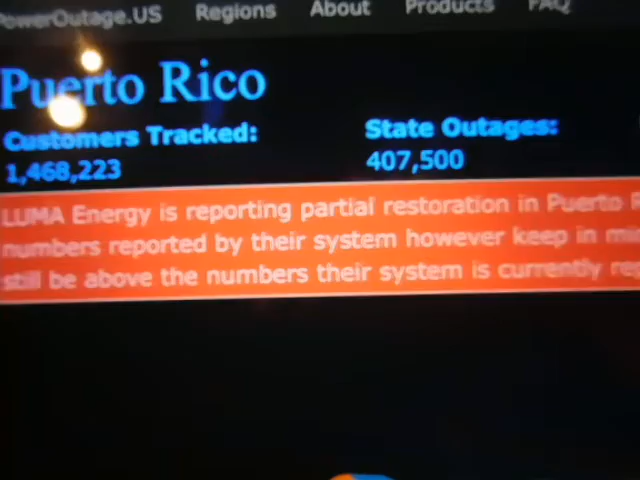 PowerOutage.US Regions About Products FAQ
Puerto Rico
Customers Tracked: State Outages:
1,468,223 407,500
LUMA Energy is reporting partial restoration in Puerto
numbers reported by their system however keep in
still be above the numbers their system is currently